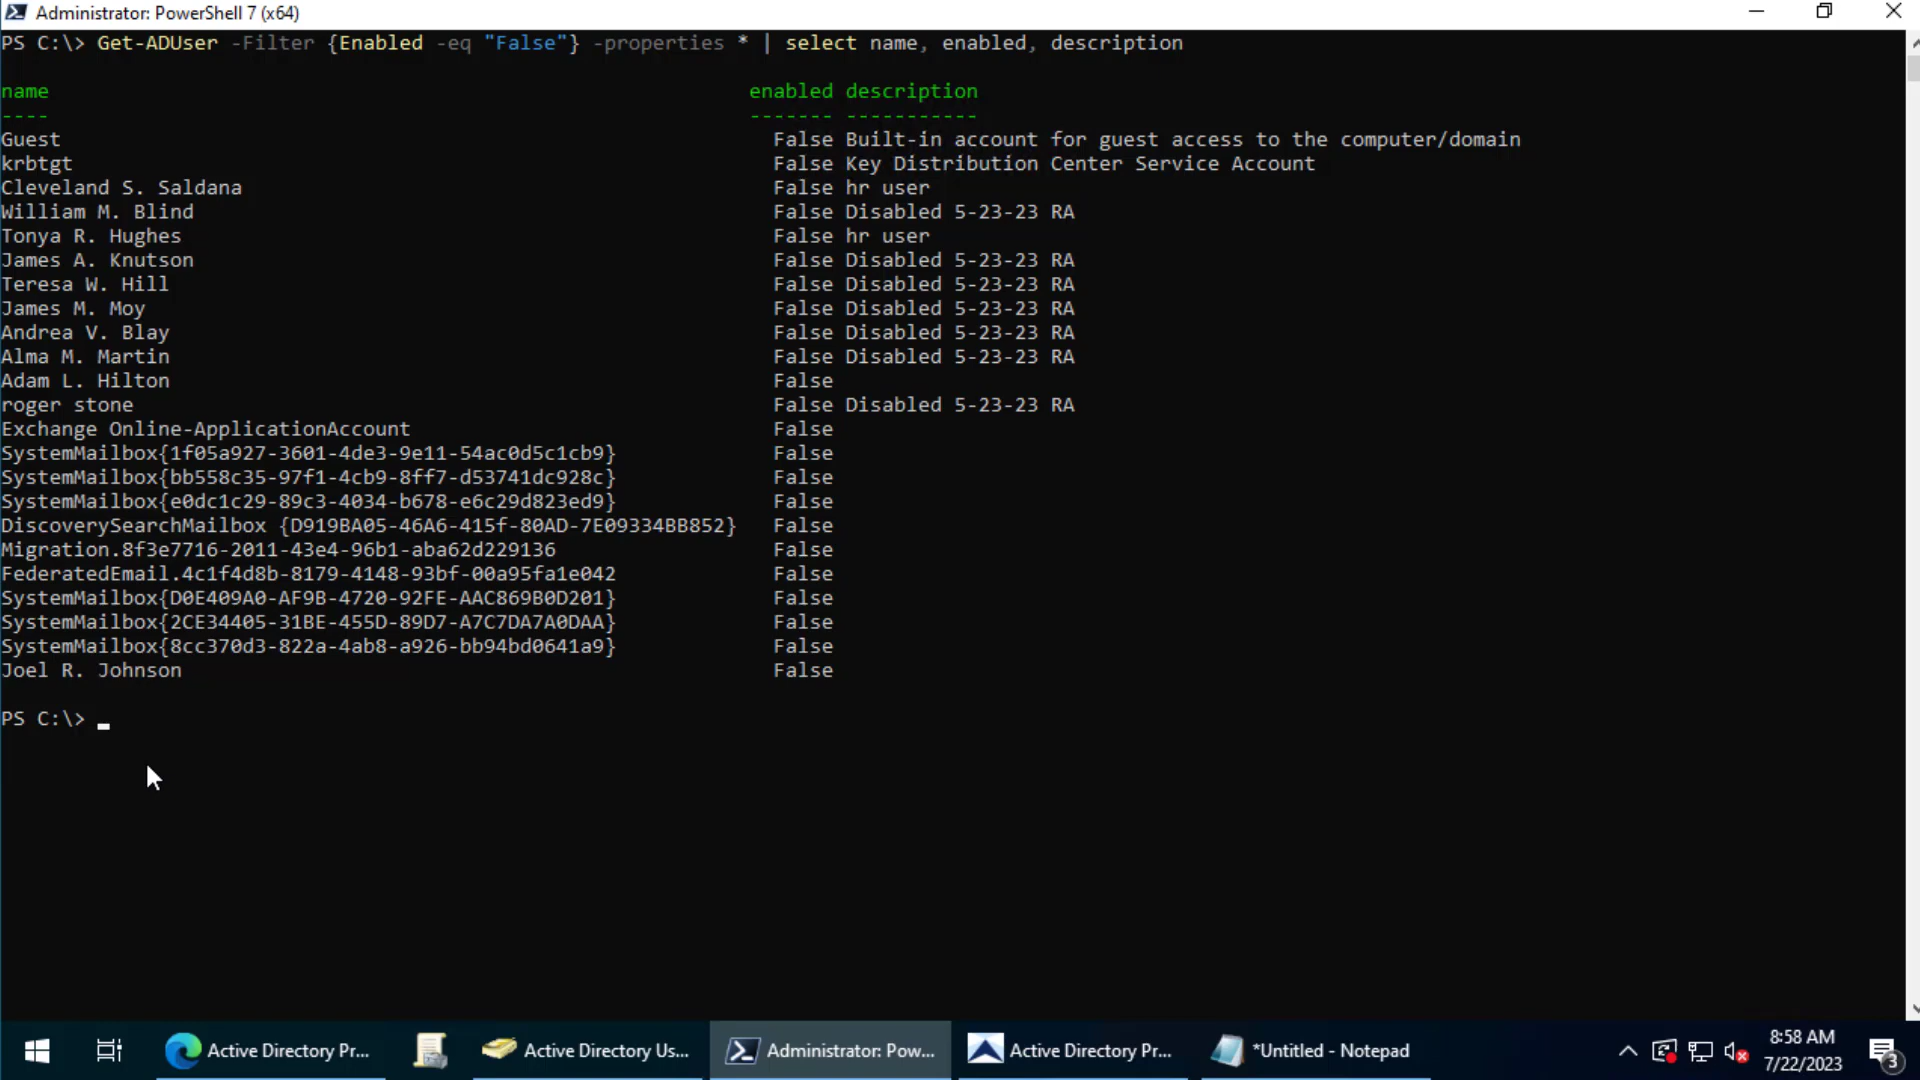 Administrator: PowerShell 7 (x64)
PS C:\> Get-ADUser -Filter {Enabled -eq "False"} -properties * | select name, enabled, description
name enabled description
---- ------- -----------
Guest False Built-in account for guest access to the computer/domain
krbtgt False Key Distribution Center Service Account
Cleveland S. Saldana False hr user
William M. Blind False Disabled 5-23-23 RA
Tonya R. Hughes False hr user
James A. Knutson False Disabled 5-23-23 RA
Teresa W. Hill False Disabled 5-23-23 RA
James M. Moy False Disabled 5-23-23 RA
Andrea V. Blay False Disabled 5-23-23 RA
Alma M. Martin False Disabled 5-23-23 RA
Adam L. Hilton False
roger stone False Disabled 5-23-23 RA
Exchange Online-ApplicationAccount False
SystemMailbox{1f05a927-3601-4de3-9e11-54ac0d5c1cb9} False
SystemMailbox{bb558c35-97f1-4cb9-8ff7-d53741dc928c} False
SystemMailbox{e0dc1c29-89c3-4034-b678-e6c29d823ed9} False
DiscoverySearchMailbox {D919BA05-46A6-415f-80AD-7E09334BB852} False
Migration.8f3e7716-2011-43e4-96b1-aba62d229136 False
FederatedEmail.4c1f4d8b-8179-4148-93bf-00a95fa1e042 False
SystemMailbox{D0E409A0-AF9B-4720-92FE-AAC869B0D201} False
SystemMailbox{2CE34405-31BE-455D-89D7-A7C7DA7A0DAA} False
SystemMailbox{8cc370d3-822a-4ab8-a926-bb94bd0641a9} False
Joel R. Johnson False
PS C:\> _
Active Directory Pr... Active Directory Us... Administrator: Pow... Active Directory Pr... *Untitled - Notepad 8:58 AM
7/22/2023 3